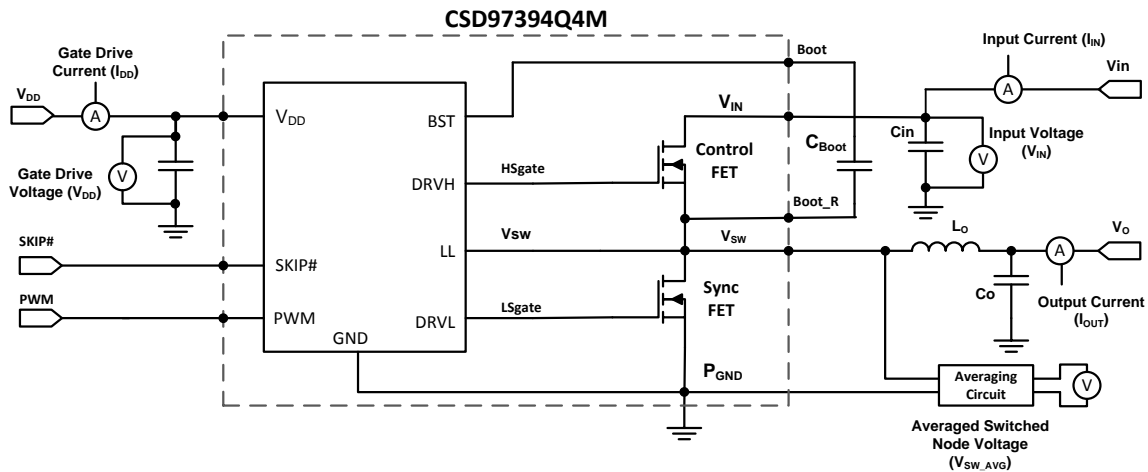 CSD97394Q4M
Gate Drive
Current (IDD)
VDD
A
V
Gate Drive
Voltage (VDD)
SKIP#
PWM
VDD
SKIP#
PWM
GND
BST
DRVH
LL
DRVL
HSgate
Vsw
LSgate
Control
FET
Sync
FET
Boot
VIN
CBoot
Boot_R
VSW
PGND
Input Current (IIN)
Vin
A
Cin
V
Input Voltage
(VIN)
LO
VO
A
Co
Output Current
(IOUT)
Averaging
Circuit
V
Averaged Switched
Node Voltage
(VSW_AVG)